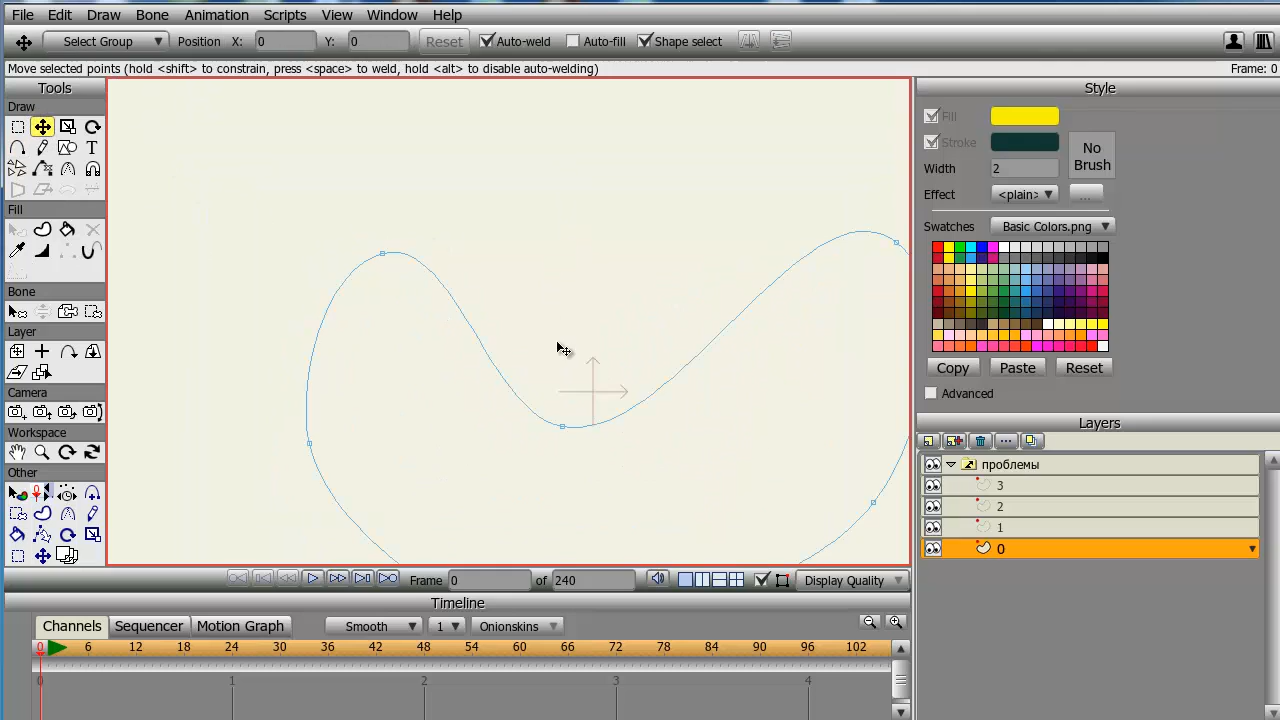 File Edit Draw Bone Animation Scripts View Window Help
Select Group Position X: 0 Y: 0 Reset Auto-weld Auto-fill Shape select
Move selected points (hold <shift> to constrain, press <space> to weld, hold <alt> to disable auto-welding) Frame: 0
Tools
Draw
T
Fill
Bone
Layer
Camera
Workspace
Other
Style
Fill
Stroke
No Brush
Width 2
Effect <plain> ...
Swatches Basic Colors.png
Copy Paste Reset
Advanced
Layers
проблемы
3
2
1
0
Frame 0 of 240 Display Quality
Timeline
Channels Sequencer Motion Graph Smooth 1 Onionskins
0 6 12 18 24 30 36 42 48 54 60 66 72 78 84 90 96 102
0 1 2 3 4